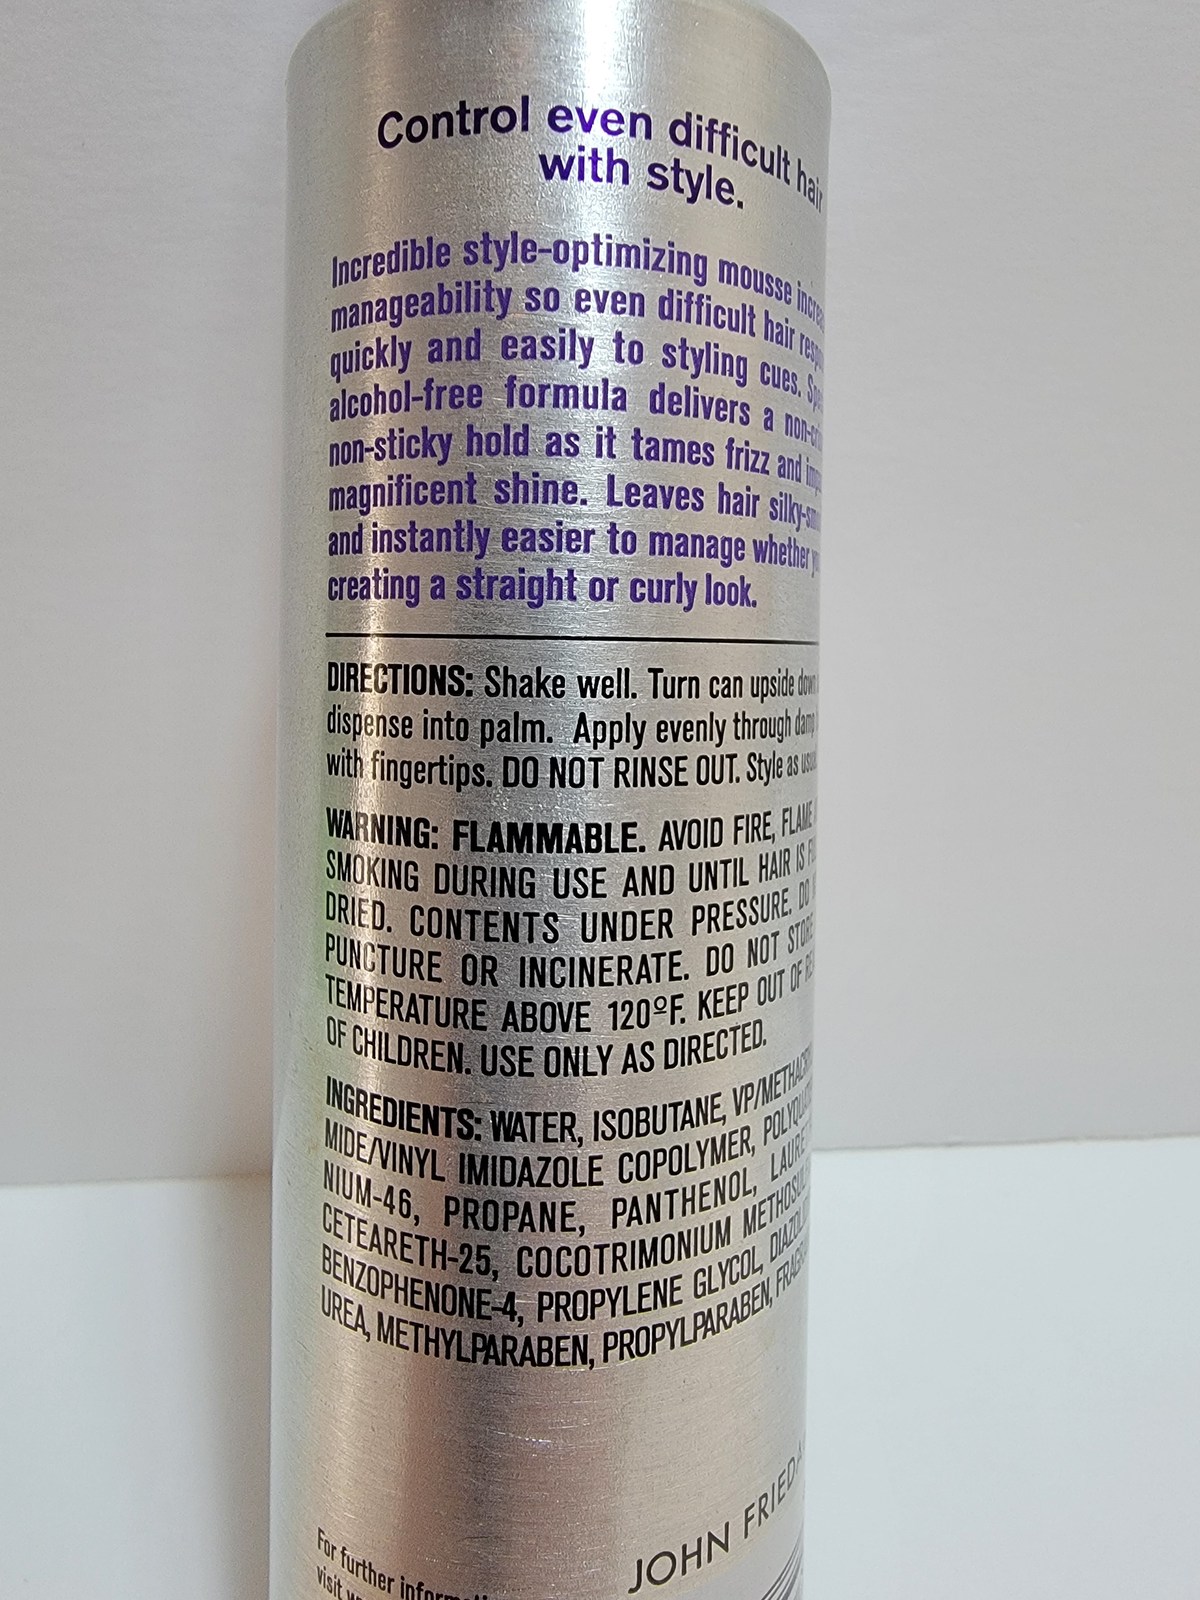 Control even difficult hair
with style.
Incredible style-optimizing mousse
manageability so even difficult hair
quickly and easily to styling cues.
alcohol-free formula delivers a
non-sticky hold as it tames frizz and
magnificent shine. Leaves hair
and instantly easier to manage whether
creating a straight or curly look.
DIRECTIONS: Shake well. Turn can upside down
dispense into palm. Apply evenly through damp
with fingertips. DO NOT RINSE OUT. Style as
WARNING: FLAMMABLE. AVOID FIRE, FLAME
SMOKING DURING USE AND UNTIL HAIR IS
DRIED. CONTENTS UNDER PRESSURE. DO
PUNCTURE OR INCINERATE. DO NOT STORE
TEMPERATURE ABOVE 120ºF. KEEP OUT OF
OF CHILDREN. USE ONLY AS DIRECTED.
INGREDIENTS: WATER, ISOBUTANE,
MIDE/VINYL IMIDAZOLE COPOLYMER,
NIUM-46, PROPANE, PANTHENOL,
CETEARETH-25, COCOTRIMONIUM
BENZOPHENONE-4, PROPYLENE GLYCOL,
UREA, METHYLPARABEN, PROPYLPARABEN,
JOHN FRIEDA
For further
visit